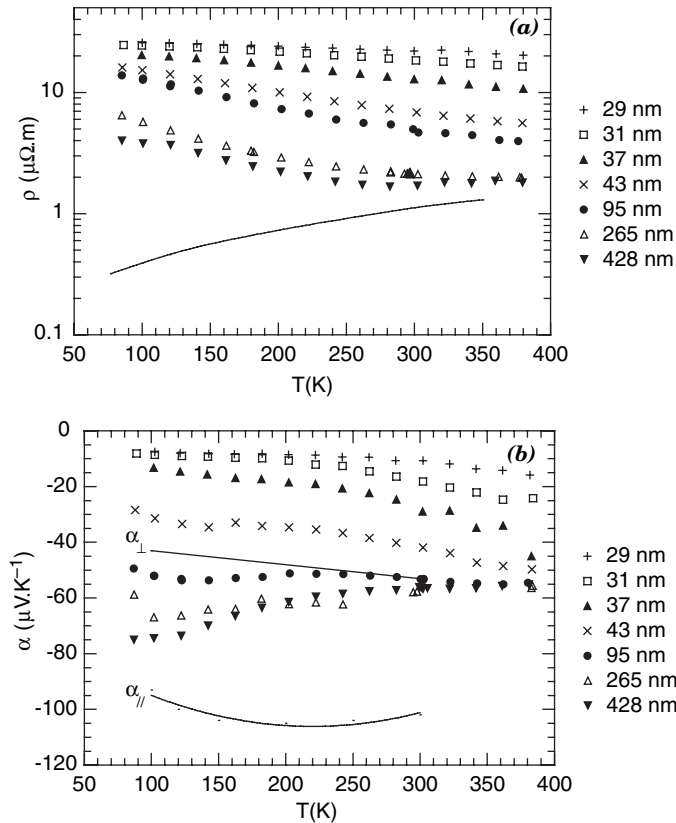 (a)
10
1
0.1
ρ (μΩ.m)
50 100 150 200 250 300 350 400
T(K)
29 nm
31 nm
37 nm
43 nm
95 nm
265 nm
428 nm
(b)
0
-20
-40
-60
-80
-100
-120
α (μV.K⁻¹)
α⊥
α//
50 100 150 200 250 300 350 400
T(K)
29 nm
31 nm
37 nm
43 nm
95 nm
265 nm
428 nm